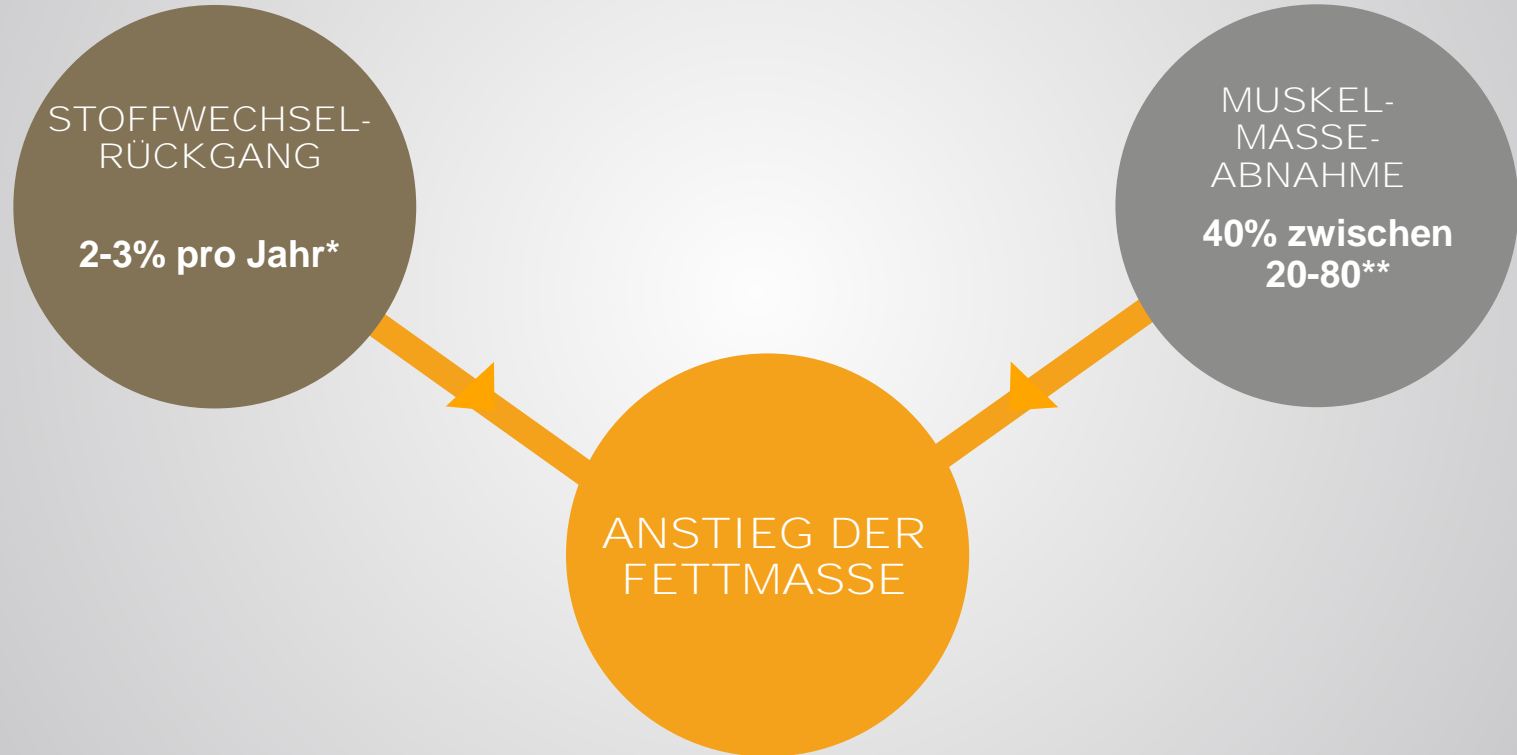 STOFFWECHSEL-
RÜCKGANG
2-3% pro Jahr*
MUSKEL-
MASSE-
ABNAHME
40% zwischen
20-80**
ANSTIEG DER
FETTMASSE